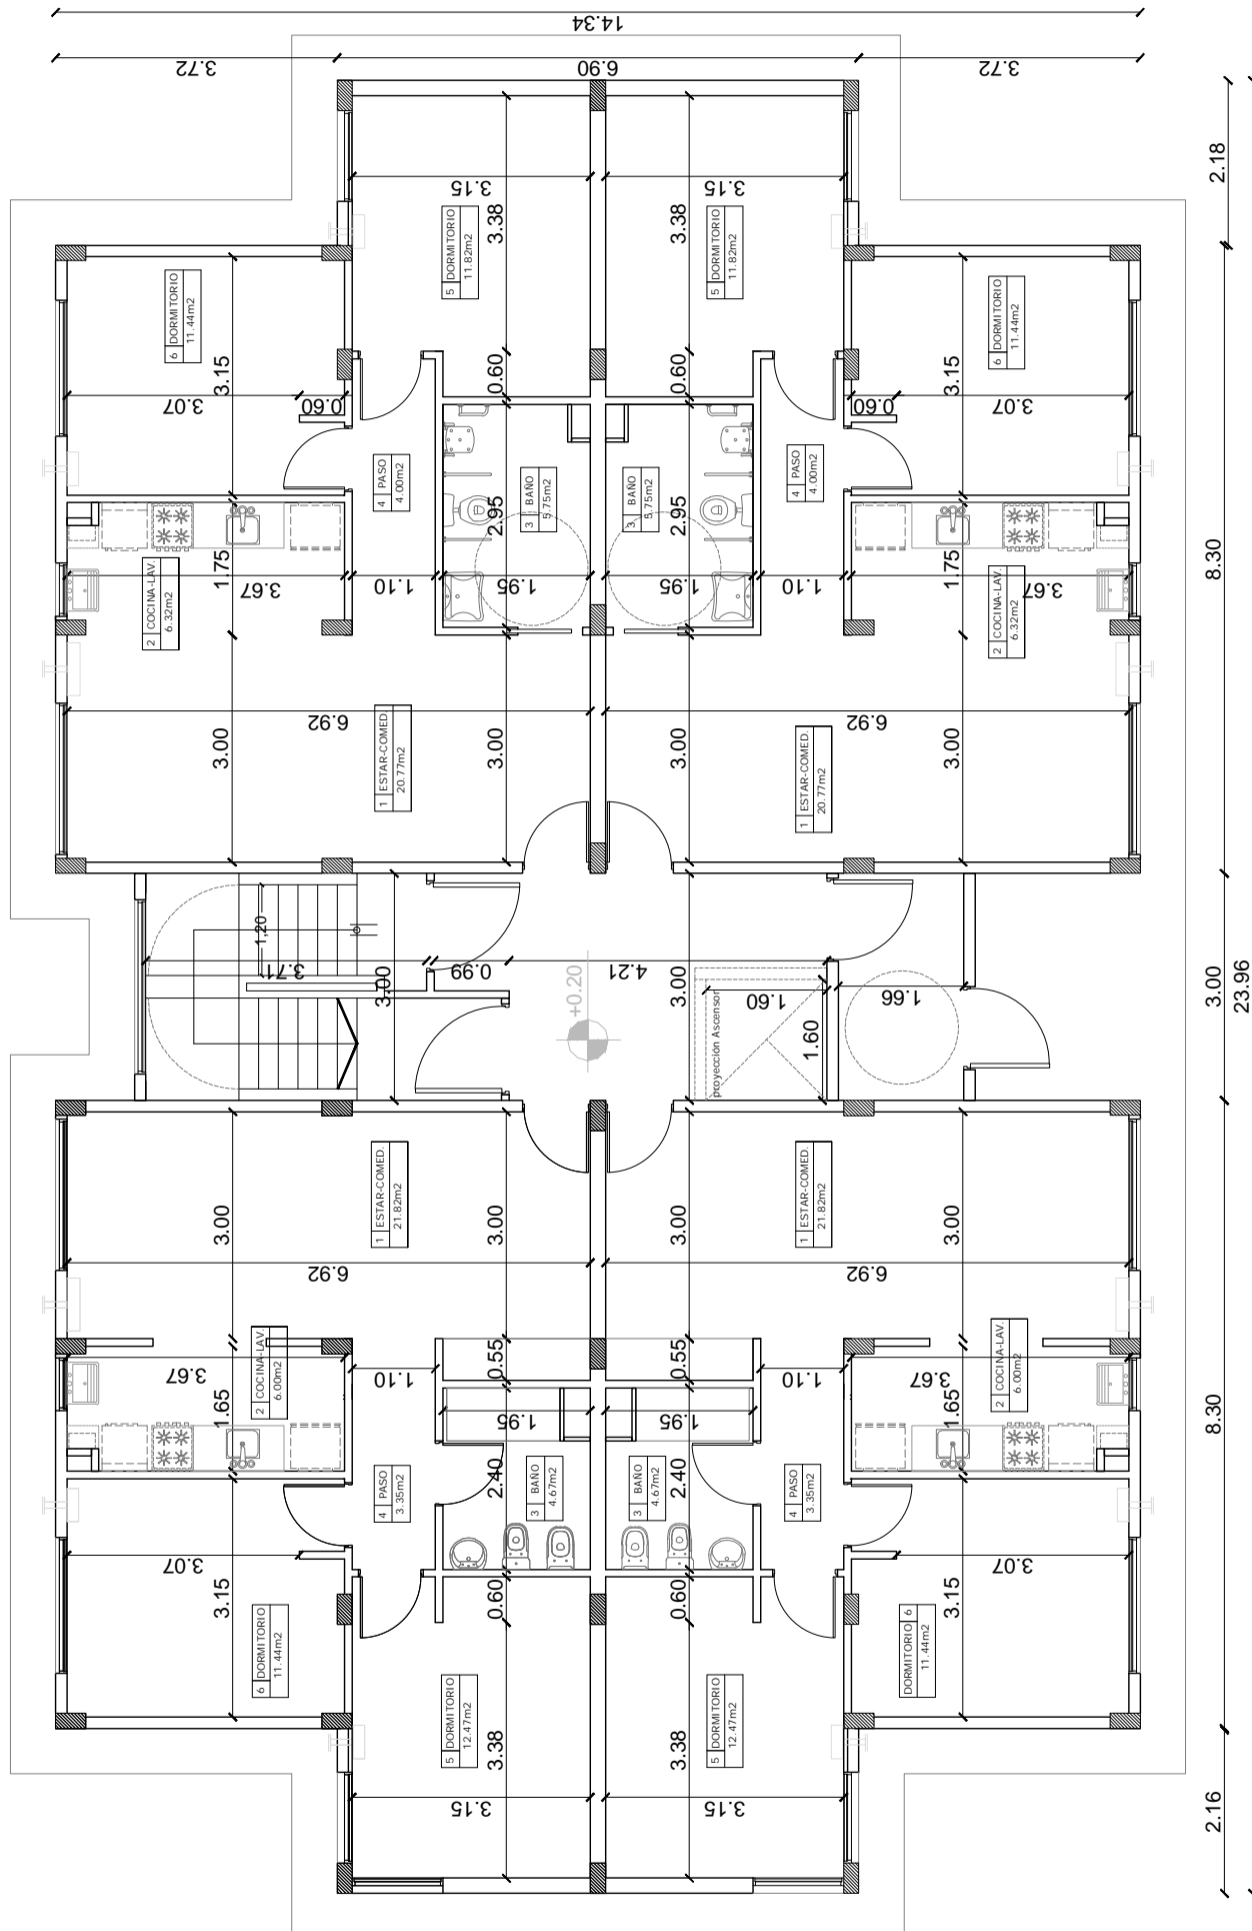 14.34
3.72
6.90
3.72
2.18
3.15
3.15
3.38
3.38
5 DORMITORIO
11.82m2
5 DORMITORIO
11.82m2
6 DORMITORIO
11.44m2
6 DORMITORIO
11.44m2
3.15
3.15
0.60
0.60
3.07
0.60
0.60
3.07
4 PASO
4.00m2
4 PASO
4.00m2
3 BAÑO
5.75m2
3 BAÑO
5.75m2
2.95
2.95
1.75
1.75
8.30
3.67
1.10
1.95
1.95
1.10
3.67
2 COCINA-LAV.
6.32m2
2 COCINA-LAV.
6.32m2
6.92
6.92
3.00
3.00
3.00
3.00
1 ESTAR-COMED.
20.77m2
1 ESTAR-COMED.
20.77m2
1,20
3.71
0.99
4.21
3.00
+0.20
3.00
1.60
1.66
3.00
23.96
proyección Ascensor
1.60
1 ESTAR-COMED.
21.82m2
1 ESTAR-COMED.
21.82m2
3.00
3.00
3.00
3.00
6.92
6.92
2 COCINA-LAV.
6.00m2
2 COCINA-LAV.
6.00m2
3.67
1.10
0.55
0.55
1.10
3.67
1.65
1.65
8.30
1.95
1.95
4 PASO
3.35m2
3 BAÑO
4.67m2
3 BAÑO
4.67m2
4 PASO
3.35m2
2.40
2.40
3.07
3.07
3.15
0.60
0.60
3.15
6 DORMITORIO
11.44m2
DORMITORIO 6
11.44m2
5 DORMITORIO
12.47m2
5 DORMITORIO
12.47m2
3.38
3.38
3.15
3.15
2.16